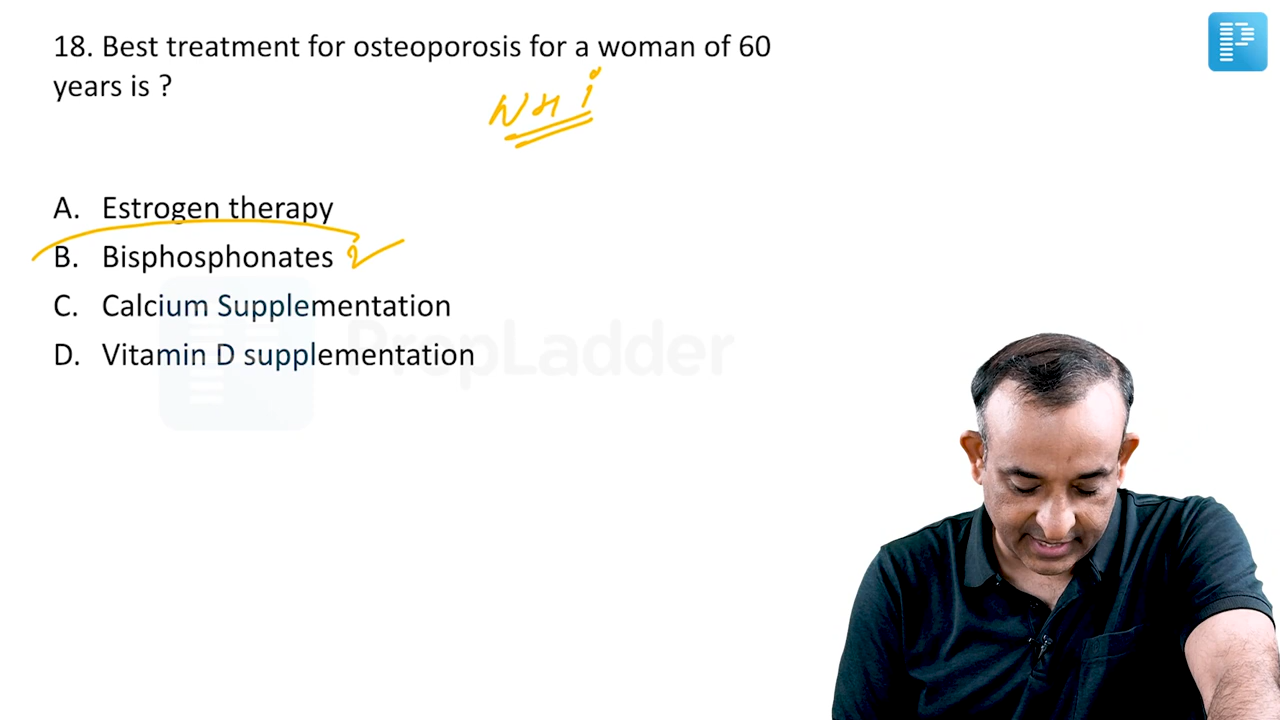 18. Best treatment for osteoporosis for a woman of 60
years is ?
A. Estrogen therapy
B. Bisphosphonates
C. Calcium Supplementation
D. Vitamin D supplementation
PrepLadder